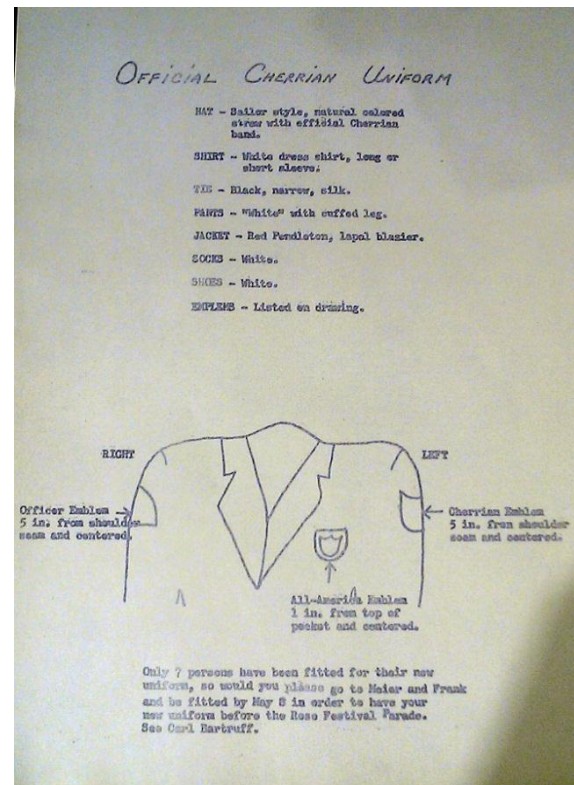 OFFICIAL CHERRIAN UNIFORM
HAT - Sailor style, natural colored
straw with official Cherrian
band.
SHIRT - White dress shirt, long or
short sleeve.
TIE - Black, narrow, silk.
PANTS - "White" with cuffed leg.
JACKET - Red Pendleton, lapal blazier.
SOCKS - White.
SHOES - White.
EMPLEMS - Listed on drawing.
RIGHT
LEFT
Officer Emblem
5 in. from shoulder
seam and centered.
Cherrian Emblem
5 in. from shoulder
seam and centered.
All-America Emblem
1 in. from top of
pocket and centered.
Only 7 persons have been fitted for their new
uniform, so would you please go to Meier and Frank
and be fitted by May 8 in order to have your
new uniform before the Rose Festival Parade.
See Carl Bartruff.